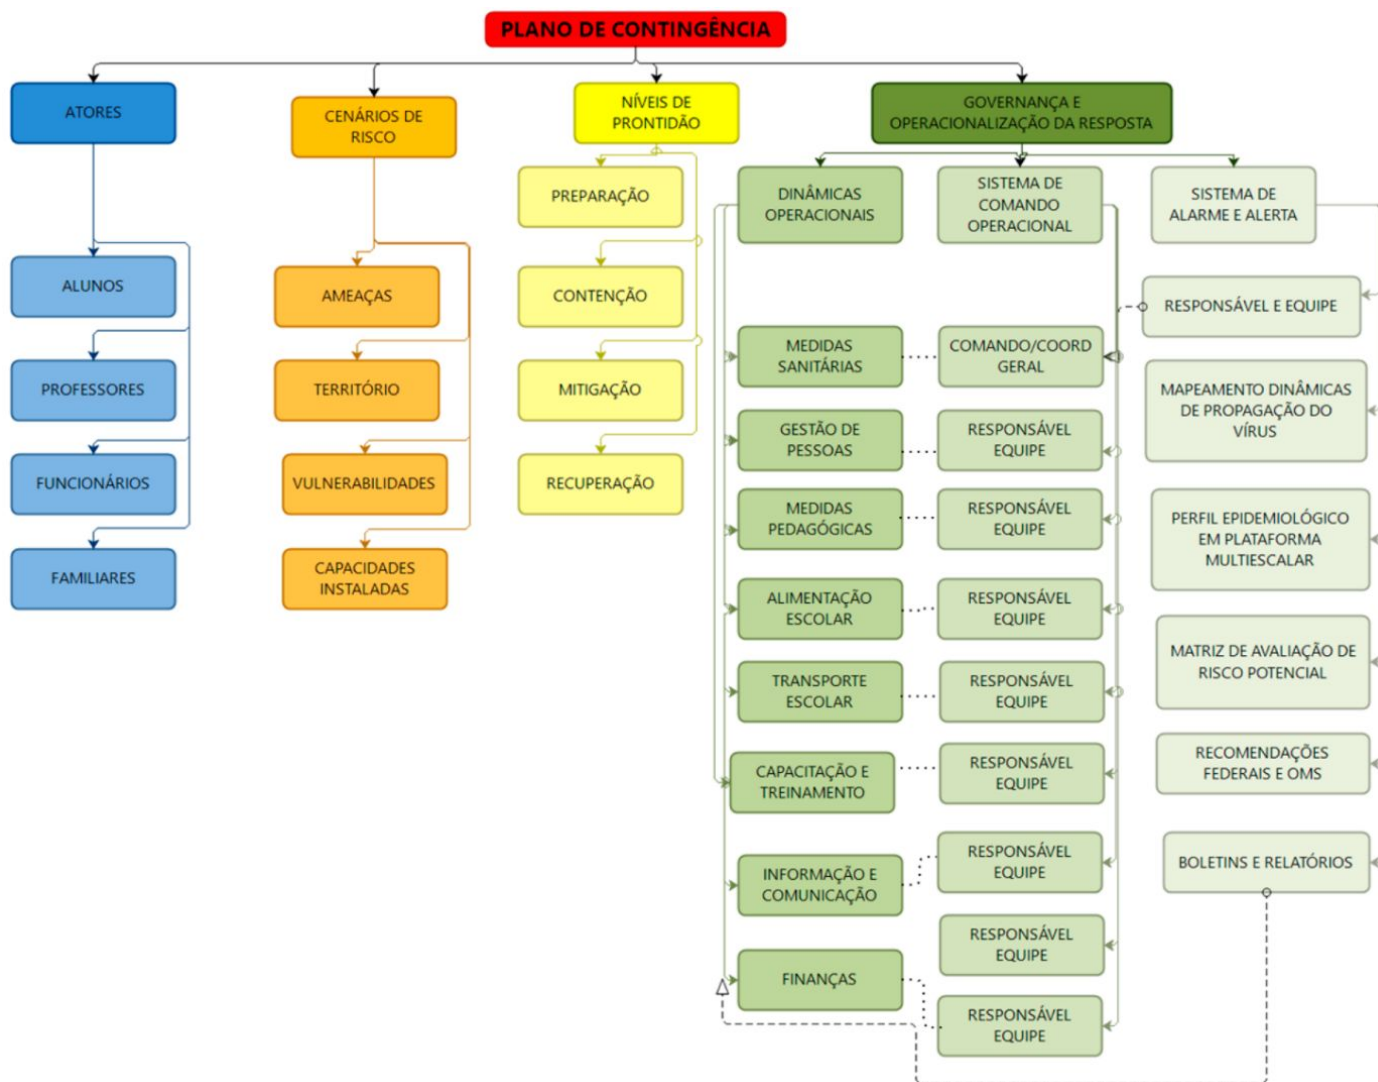 PLANO DE CONTINGÊNCIA
ATORES
CENÁRIOS DE
RISCO
NÍVEIS DE
PRONTIDÃO
GOVERNANÇA E
OPERACIONALIZAÇÃO DA RESPOSTA
ALUNOS
PROFESSORES
FUNCIONÁRIOS
FAMILIARES
AMEAÇAS
TERRITÓRIO
VULNERABILIDADES
CAPACIDADES
INSTALADAS
PREPARAÇÃO
CONTENÇÃO
MITIGAÇÃO
RECUPERAÇÃO
DINÂMICAS
OPERACIONAIS
MEDIDAS
SANITÁRIAS
GESTÃO DE
PESSOAS
MEDIDAS
PEDAGÓGICAS
ALIMENTAÇÃO
ESCOLAR
TRANSPORTE
ESCOLAR
CAPACITAÇÃO E
TREINAMENTO
INFORMAÇÃO E
COMUNICAÇÃO
FINANÇAS
SISTEMA DE
COMANDO
OPERACIONAL
COMANDO/COORD
GERAL
RESPONSÁVEL
EQUIPE
RESPONSÁVEL
EQUIPE
RESPONSÁVEL
EQUIPE
RESPONSÁVEL
EQUIPE
RESPONSÁVEL
EQUIPE
RESPONSÁVEL
EQUIPE
RESPONSÁVEL
EQUIPE
RESPONSÁVEL
EQUIPE
SISTEMA DE
ALARME E ALERTA
RESPONSÁVEL E EQUIPE
MAPEAMENTO DINÂMICAS
DE PROPAGAÇÃO DO
VÍRUS
PERFIL EPIDEMIOLÓGICO
EM PLATAFORMA
MULTIESCALAR
MATRIZ DE AVALIAÇÃO DE
RISCO POTENCIAL
RECOMENDAÇÕES
FEDERAIS E OMS
BOLETINS E RELATÓRIOS